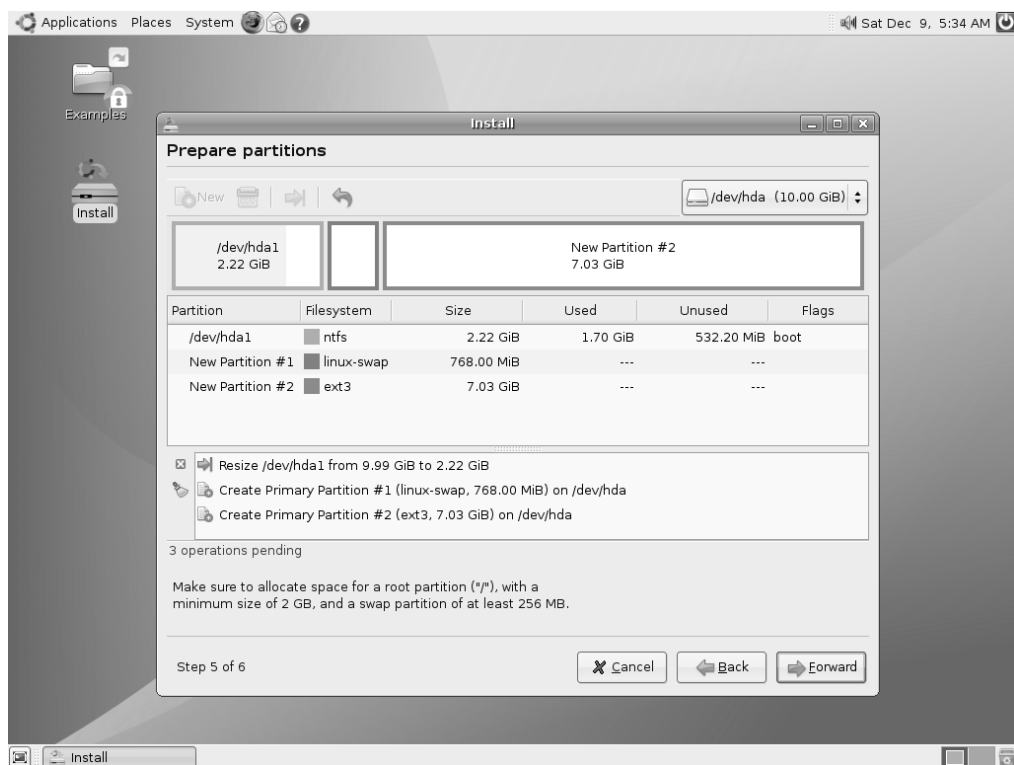 Applications Places System Sat Dec 9, 5:34 AM
Examples
Install
Install
Prepare partitions
New /dev/hda (10.00 GiB)
/dev/hda1
2.22 GiB
New Partition #2
7.03 GiB
Partition Filesystem Size Used Unused Flags
/dev/hda1 ntfs 2.22 GiB 1.70 GiB 532.20 MiB boot
New Partition #1 linux-swap 768.00 MiB --- ---
New Partition #2 ext3 7.03 GiB --- ---
Resize /dev/hda1 from 9.99 GiB to 2.22 GiB
Create Primary Partition #1 (linux-swap, 768.00 MiB) on /dev/hda
Create Primary Partition #2 (ext3, 7.03 GiB) on /dev/hda
3 operations pending
Make sure to allocate space for a root partition ("/"), with a
minimum size of 2 GB, and a swap partition of at least 256 MB.
Step 5 of 6 Cancel Back Forward
Install